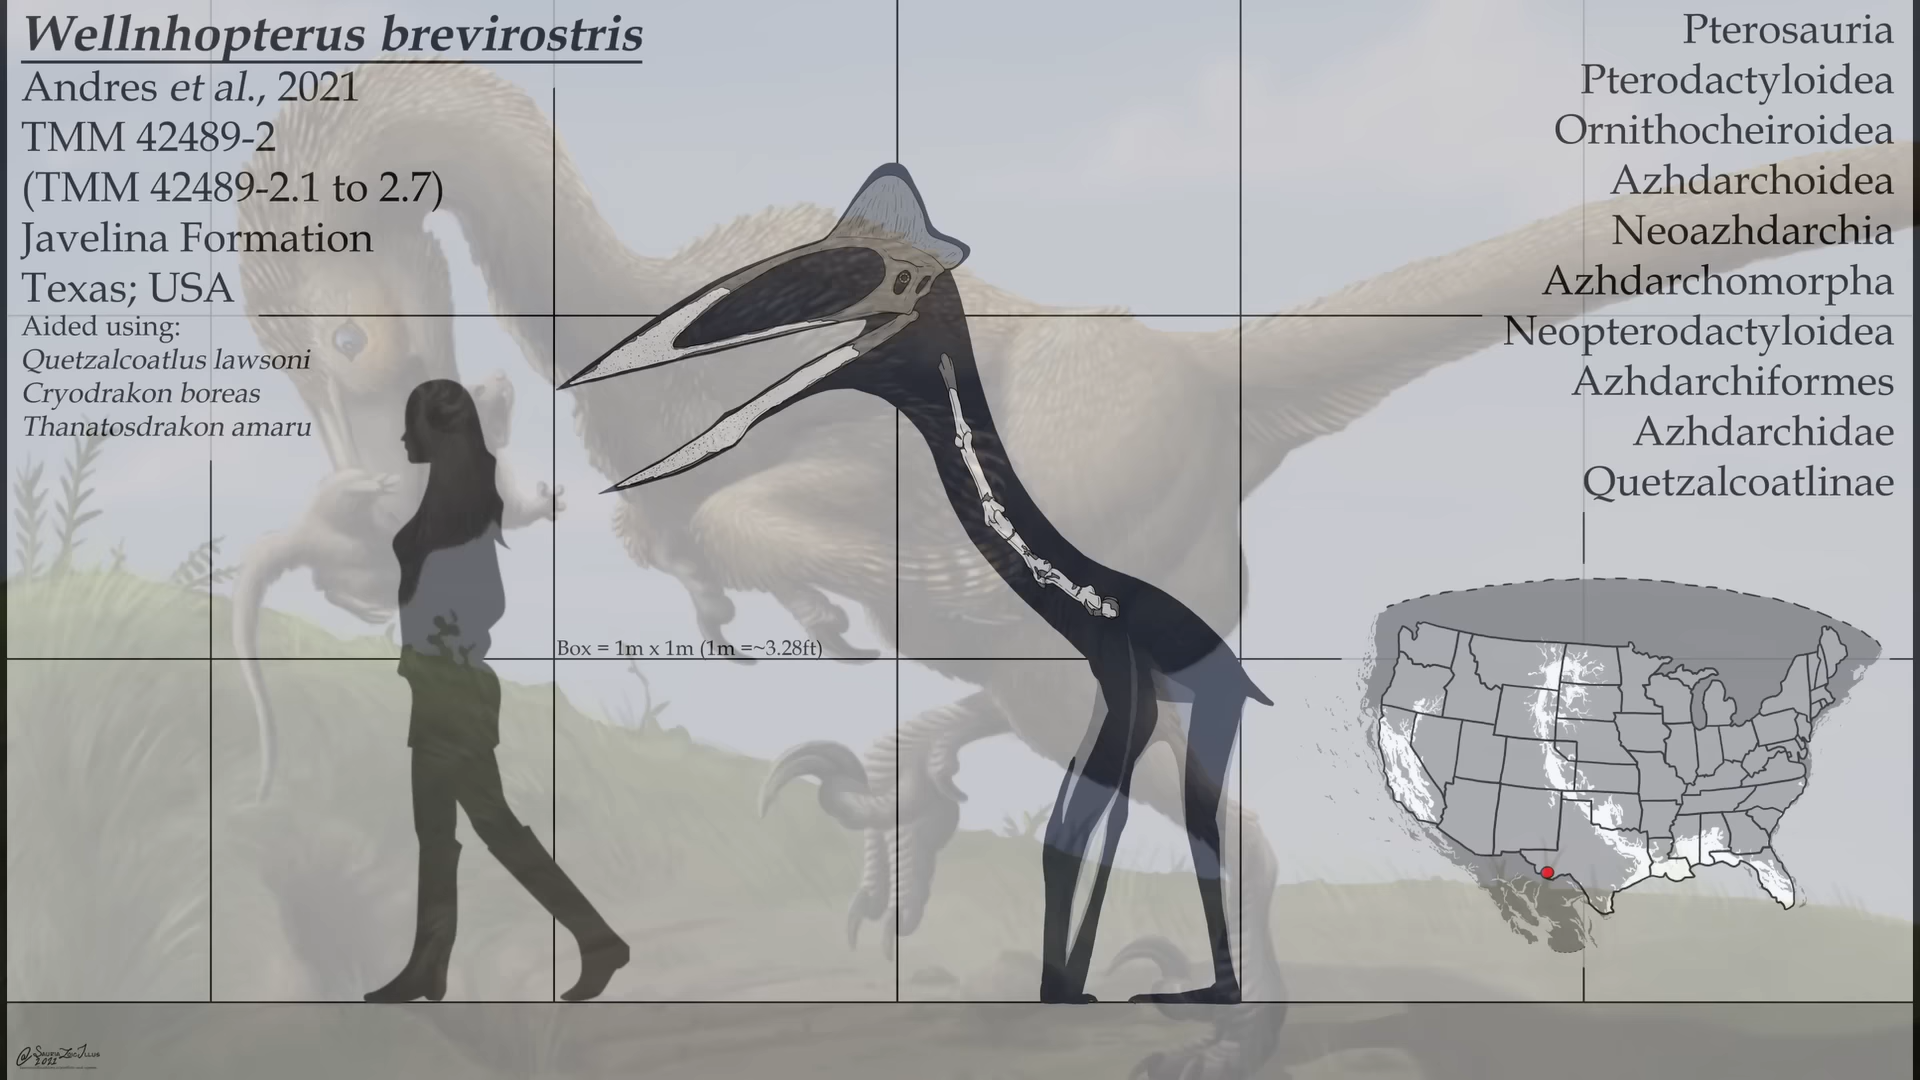 Wellnhopterus brevirostris
Andres et al., 2021
TMM 42489-2
(TMM 42489-2.1 to 2.7)
Javelina Formation
Texas; USA
Aided using:
Quetzalcoatlus lawsoni
Cryodrakon boreas
Thanatosdrakon amaru
Pterosauria
Pterodactyloidea
Ornithocheiroidea
Azhdarchoidea
Neoazhdarchia
Azhdarchomorpha
Neopterodactyloidea
Azhdarchiformes
Azhdarchidae
Quetzalcoatlinae
Box = 1m x 1m (1m =~3.28ft)